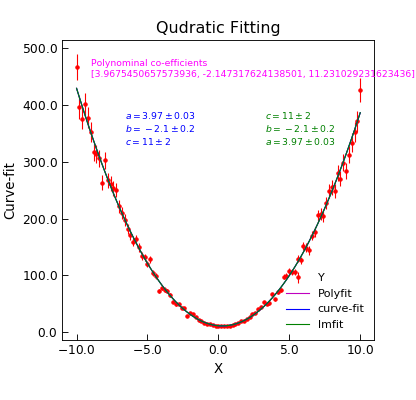 Qudratic Fitting
Polynominal co-efficients
[3.9675450657573936, -2.147317624138501, 11.231029231623436]
a = 3.97 ± 0.03
b = −2.1 ± 0.2
c = 11 ± 2
c = 11 ± 2
b = −2.1 ± 0.2
a = 3.97 ± 0.03
500.0
400.0
300.0
200.0
100.0
0.0
Curve-fit
−10.0 −5.0 0.0 5.0 10.0
X
Y
Polyfit
curve-fit
lmfit